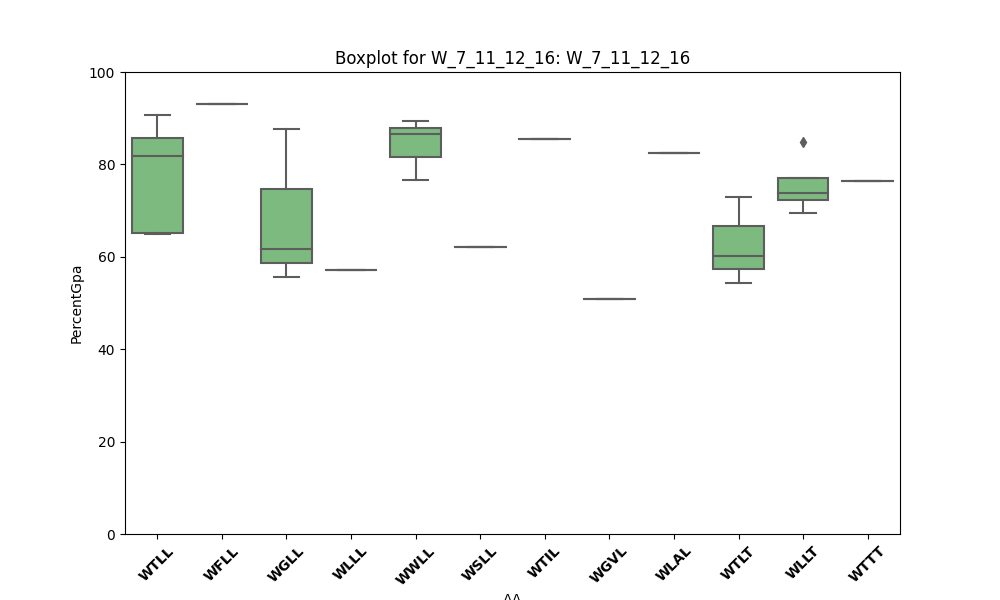 Boxplot for W_7_11_12_16: W_7_11_12_16
100
80
60
40
20
0
PercentGpa
WTLL WFLL WGLL WLLL WWLL WSLL WTIL WGVL WLAL WTLT WLLT WTTT
AA